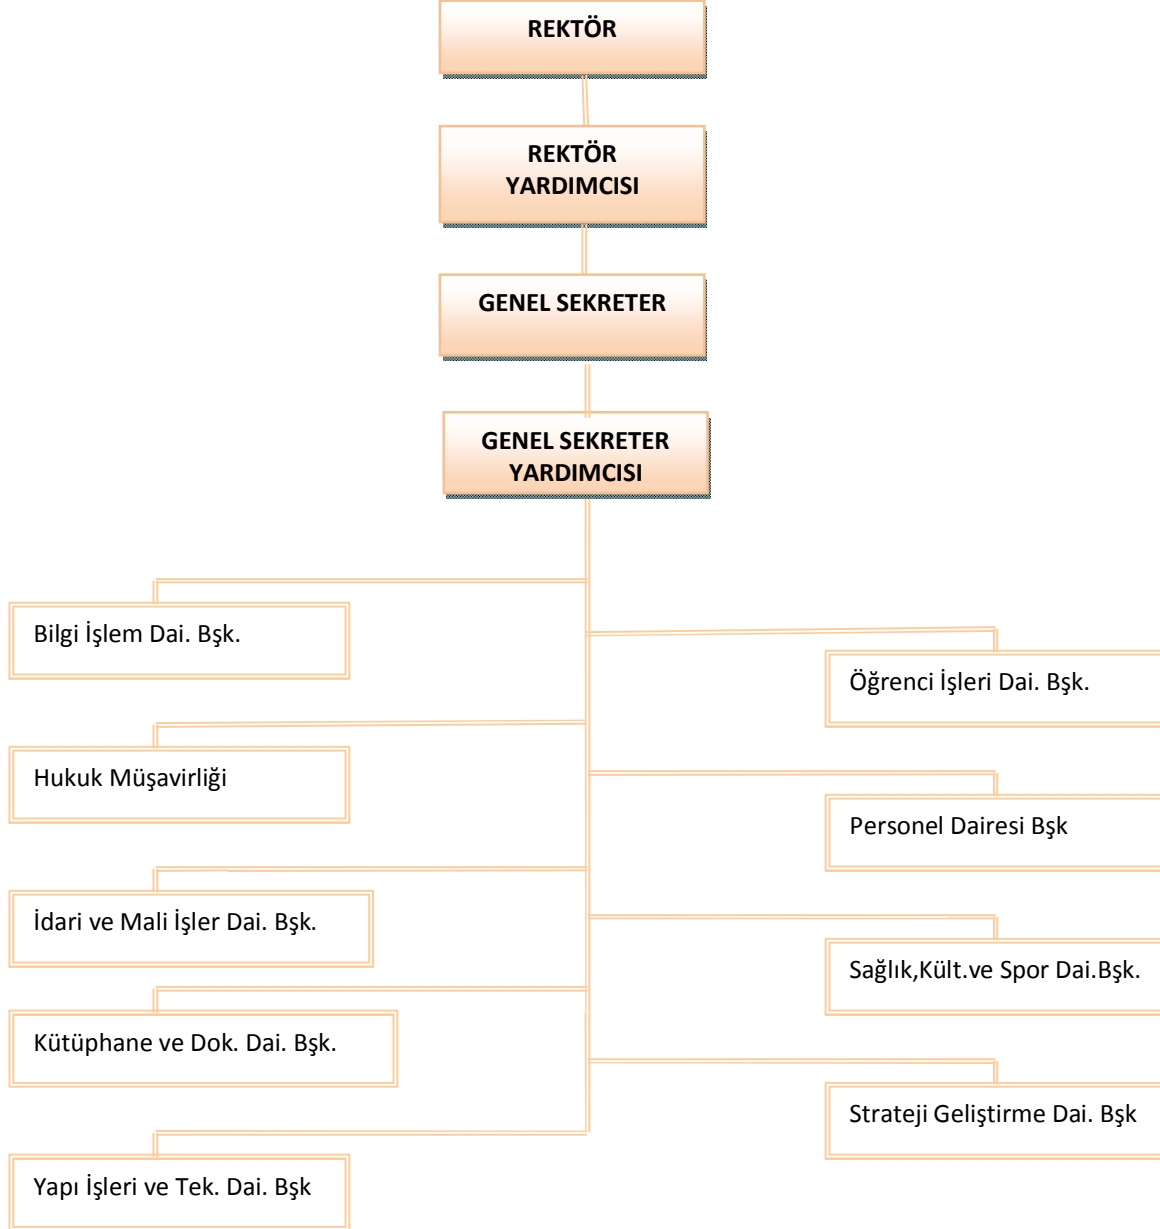 REKTÖR
REKTÖR
YARDIMCISI
GENEL SEKRETER
GENEL SEKRETER
YARDIMCISI
Bilgi İşlem Dai. Bşk.
Öğrenci İşleri Dai. Bşk.
Hukuk Müşavirliği
Personel Dairesi Bşk
İdari ve Mali İşler Dai. Bşk.
Sağlık,Kült.ve Spor Dai.Bşk.
Kütüphane ve Dok. Dai. Bşk.
Strateji Geliştirme Dai. Bşk
Yapı İşleri ve Tek. Dai. Bşk